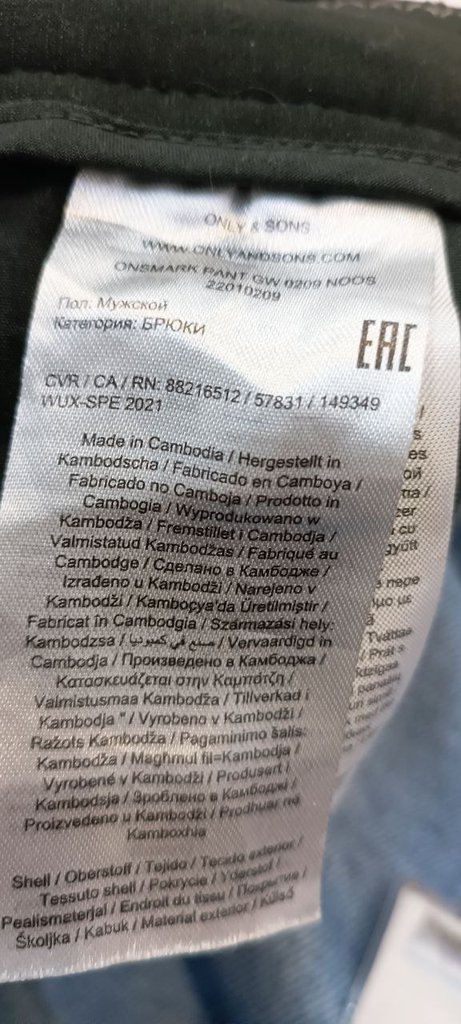 ONLY & SONS
WWW.ONLYANDSONS.COM
ONSMARK PANT GW 0209 NOOS
22010209
Пол: Мужской
Категория: БРЮКИ
EAC
CVR / CA / RN: 88216512 / 57831 / 149349
WUX-SPE 2021
Made in Cambodia / Hergestellt in
Kambodscha / Fabricado en Camboya /
Fabricado no Camboja / Prodotto in
Cambogia / Wyprodukowano w
Kambodża / Fremstillet i Cambodja /
Valmistatud Kambodžas / Fabriqué au
Cambodge / Сделано в Камбодже /
Izrađeno u Kambodži / Narejeno v
Kambodži / Kamboçya'da Üretilmiştir /
Fabricat în Cambodgia / Származási hely:
Kambodzsa / صنع في كمبوديا / Vervaardigd in
Cambodja / Произведено в Камбоджа /
Κατασκευάζεται στην Καμπότζη /
Valmistusmaa Kambodža / Tillverkad i
Kambodja " / Vyrobeno v Kambodži /
Ražots Kambodža / Pagaminimo šalis:
Kambodža / Magħmul fil=Kambodja /
Vyrobené v Kambodži / Produsert i
Kambodsja / Зроблено в Камбоджі /
Proizvedeno u Kambodži / Prodhuar në
Kamboxhia
Shell / Oberstoff / Tejido / Tecido exterior /
Tessuto shell / Pokrycie / Yderstof /
Pealismaterjal / Endroit du tissu / Покрытие /
Školjka / Kabuk / Material exterior / Külső